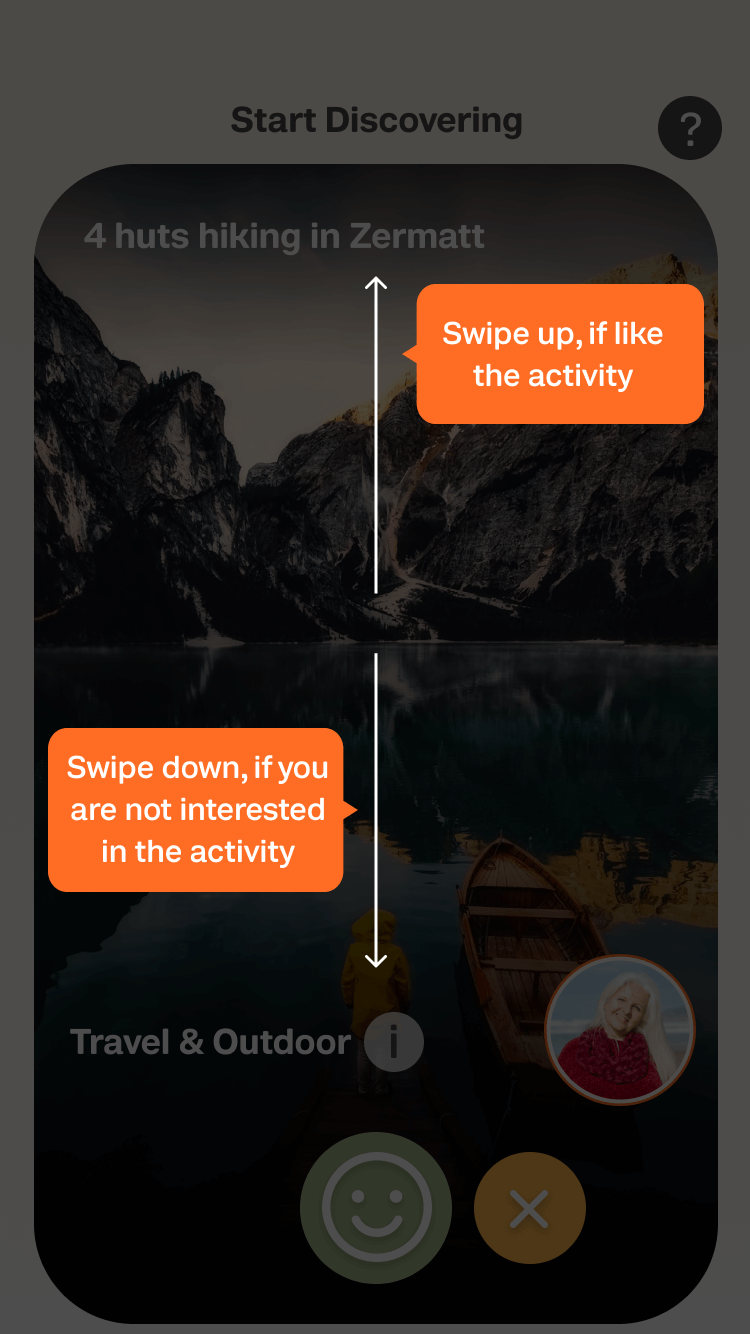 Start Discovering
?
4 huts hiking in Zermatt
Swipe up, if like
the activity
Swipe down, if you
are not interested
in the activity
Travel & Outdoor i